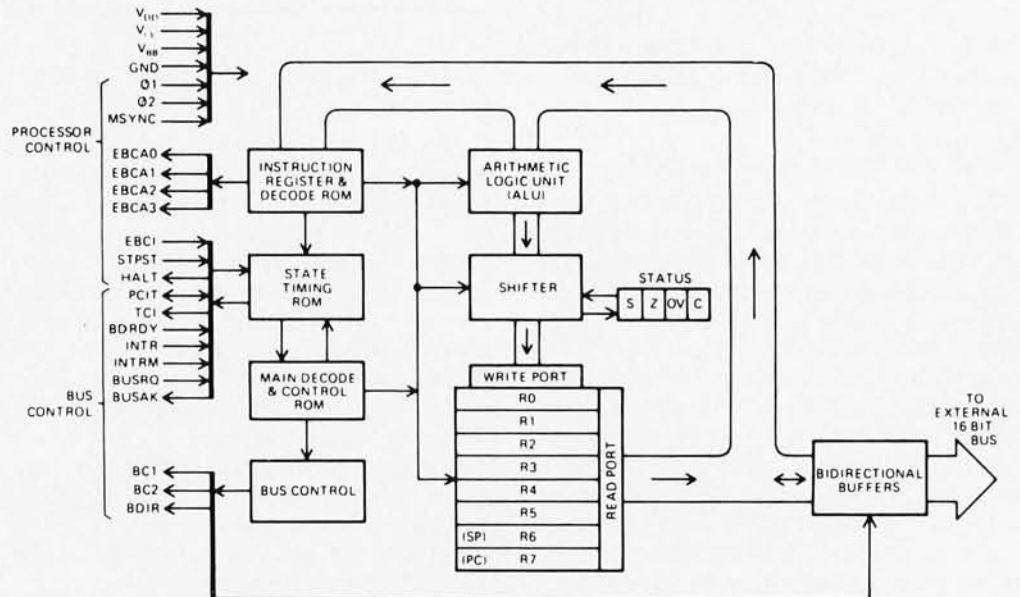 VDD
VBB
GND
Ø1
Ø2
MSYNC
PROCESSOR
CONTROL
EBCA0
EBCA1
EBCA2
EBCA3
EBCI
STPST
HALT
PCIT
TCI
BDRDY
INTR
INTRM
BUSRQ
BUSAK
BUS
CONTROL
BC1
BC2
BDIR
INSTRUCTION
REGISTER &
DECODE ROM
STATE
TIMING
ROM
MAIN DECODE
& CONTROL
ROM
BUS CONTROL
ARITHMETIC
LOGIC UNIT
(ALU)
SHIFTER
STATUS
S Z OV C
WRITE PORT
R0
R1
R2
R3
R4
R5
(SP) R6
(PC) R7
READ PORT
BIDIRECTIONAL
BUFFERS
TO
EXTERNAL
16 BIT
BUS